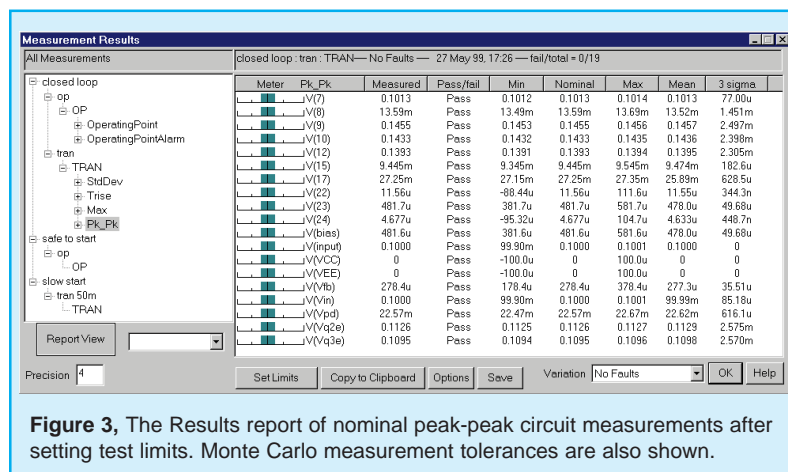 Measurement Results
All Measurements
closed loop : tran : TRAN— No Faults — 27 May 99, 17:26 — fail/total = 0/19
closed loop
op
OP
OperatingPoint
OperatingPointAlarm
tran
TRAN
StdDev
Trise
Max
Pk_Pk
safe to start
op
OP
slow start
tran 50m
TRAN
Meter Pk_Pk Measured Pass/fail Min Nominal Max Mean 3 sigma
V(7) 0.1013 Pass 0.1012 0.1013 0.1014 0.1013 77.00u
V(8) 13.59m Pass 13.49m 13.59m 13.69m 13.52m 1.451m
V(9) 0.1455 Pass 0.1453 0.1455 0.1456 0.1457 2.497m
V(10) 0.1433 Pass 0.1432 0.1433 0.1435 0.1436 2.398m
V(12) 0.1393 Pass 0.1391 0.1393 0.1394 0.1395 2.305m
V(15) 9.445m Pass 9.345m 9.445m 9.545m 9.474m 182.6u
V(17) 17.25m Pass 27.15m 27.25m 27.35m 25.89m 628.5u
V(22) 11.56u Pass -88.44u 11.56u 111.6u 11.55u 344.3n
V(23) 481.7u Pass 381.7u 481.7u 581.7u 478.0u 49.68u
V(24) 4.677u Pass -95.32u 4.677u 104.7u 4.633u 448.7n
V(bias) 481.6u Pass 381.6u 481.6u 581.6u 478.0u 49.68u
V(input) 0.1000 Pass 99.90m 0.1000 0.1001 0.1000 0
V(VCC) 0 Pass -100.0u 0 100.0u 0 0
V(VEE) 0 Pass -100.0u 0 100.0u 0 0
V(Vfb) 278.4u Pass 178.4u 278.4u 378.4u 277.3u 35.51u
V(Vin) 0.1000 Pass 99.90m 0.1000 0.1001 99.99m 85.18u
V(Vpd) 22.57m Pass 22.47m 22.57m 22.67m 22.62m 616.1u
V(Vq2e) 0.1126 Pass 0.1125 0.1126 0.1127 0.1129 2.575m
V(Vq3e) 0.1095 Pass 0.1094 0.1095 0.1096 0.1098 2.570m
Report View
Precision 4
Set Limits Copy to Clipboard Options Save Variation No Faults OK Help
Figure 3, The Results report of nominal peak-peak circuit measurements after
setting test limits. Monte Carlo measurement tolerances are also shown.